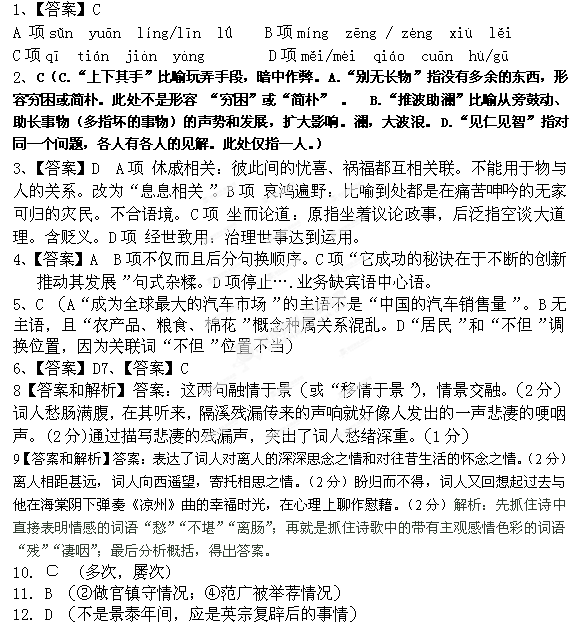 1、【答案】C
A 项sǔn yuān líng/lǐn lǔ B项míng zēng / zèng xiù lěi
C项qī tián jiàn yòng D项měi/mèi qiáo cuān hù/gū
2、C（C.“上下其手”比喻玩弄手段，暗中作弊。A.“别无长物”指没有多余的东西，形
容穷困或简朴。此处不是形容 “穷困”或“简朴” 。 B.“推波助澜”比喻从旁鼓动、
助长事物（多指坏的事物）的声势和发展，扩大影响。澜，大波浪。D.“见仁见智”指对
同一个问题，各人有各人的见解。此处仅指一人。）
3、【答案】D A项 休戚相关：彼此间的忧喜、祸福都互相关联。不能用于物与
人的关系。改为“息息相关”。B项 哀鸿遍野：比喻到处都是在痛苦呻吟的无家
可归的灾民。不合语境。C项 坐而论道：原指坐着议论政事，后泛指空谈大道
理。含贬义。D项 经世致用：治理世事达到运用。
4、【答案】A B项不仅而且后分句换顺序。C项“它成功的秘诀在于不断的创新
推动其发展”句式杂糅。D项停止….业务缺宾语中心语。
5、C （A“成为全球最大的汽车市场”的主语不是“中国的汽车销售量”。B无
主语，且“农产品、粮食、棉花”概念种属关系混乱。D“居民”和“不但”调
换位置，因为关联词“不但”位置不当）
6、【答案】D7、【答案】C
8【答案和解析】答案：这两句融情于景（或“移情于景”），情景交融。（2分）
词人愁肠满腹，在其听来，隔溪残漏传来的声响就好像人发出的一声悲凄的哽咽
声。（2分)通过描写悲凄的残漏声，突出了词人愁绪深重。（1分）
9【答案和解析】答案：表达了词人对离人的深深思念之情和对往昔生活的怀念之情。（2分）
离人相距甚远，词人向西遥望，寄托相思之情。（2分）盼归而不得，词人又回想起过去与
他在海棠阴下弹奏《凉州》曲的幸福时光，在心理上聊作慰藉。（2分）解析：先抓住诗中
直接表明情感的词语“愁”“不堪”“离肠”；再就是抓住诗歌中的带有主观感情色彩的词语
“残”“凄咽”；最后分析概括，得出答案。
10. C （多次，屡次）
11. B （②做官镇守情况；④范广被举荐情况）
12. D （不是景泰年间，应是英宗复辟后的事情）